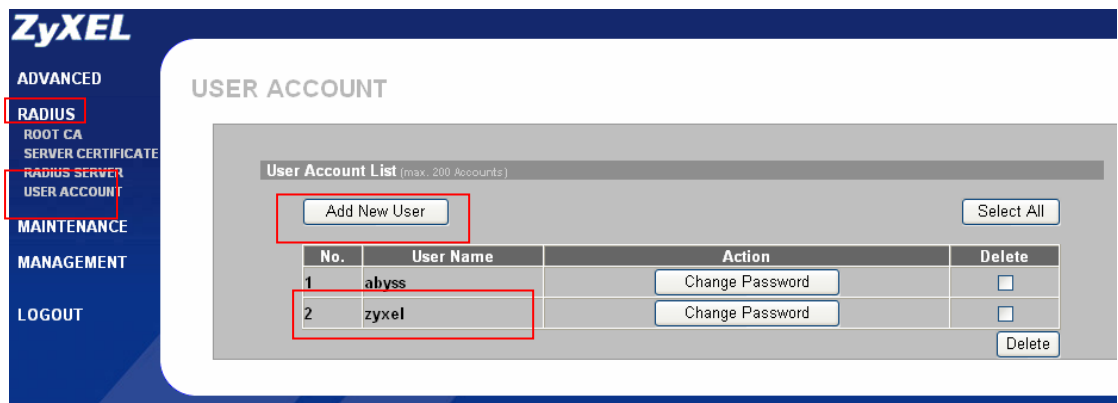 ZyXEL
ADVANCED
RADIUS
ROOT CA
SERVER CERTIFICATE
RADIUS SERVER
USER ACCOUNT
MAINTENANCE
MANAGEMENT
LOGOUT
USER ACCOUNT
User Account List (max. 200 Accounts)
Add New User Select All
No. User Name Action Delete
1 abyss Change Password
2 zyxel Change Password
Delete